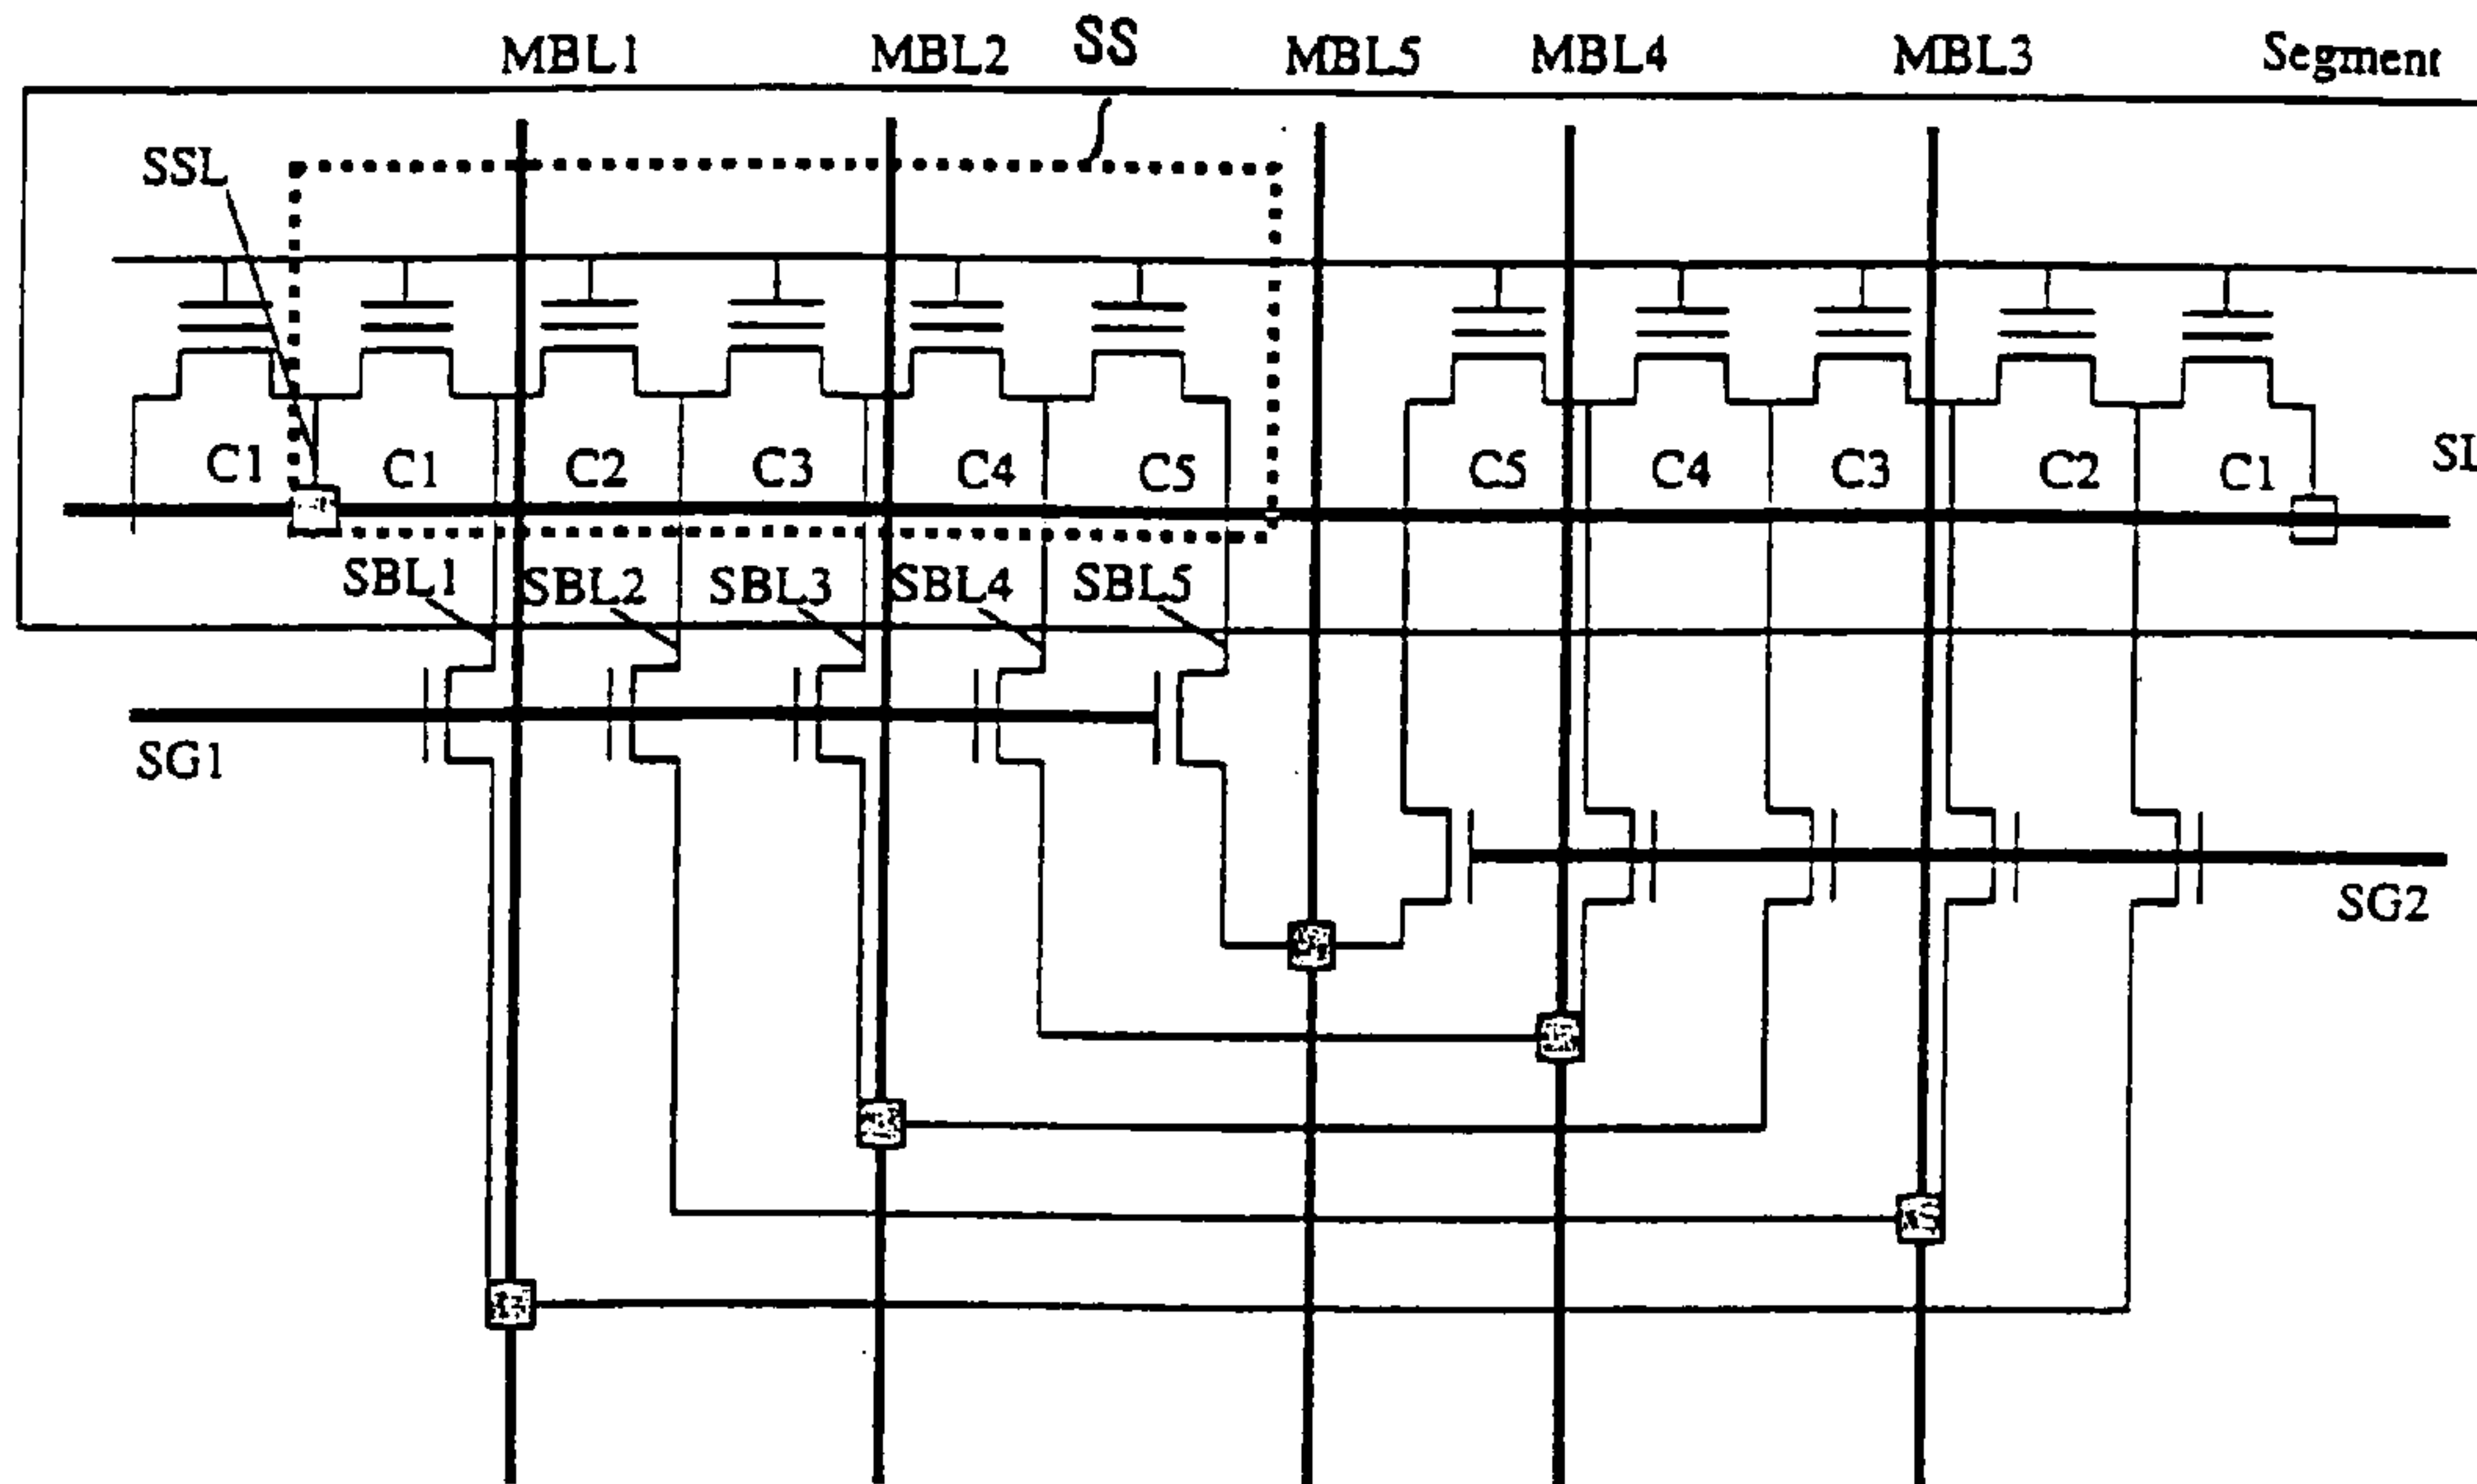 MBL1 MBL2 SS MBL5 MBL4 MBL3 Segment
SSL
C1 C1 C2 C3 C4 C5 C5 C4 C3 C2 C1 SL
SBL1 SBL2 SBL3 SBL4 SBL5
SG1
SG2